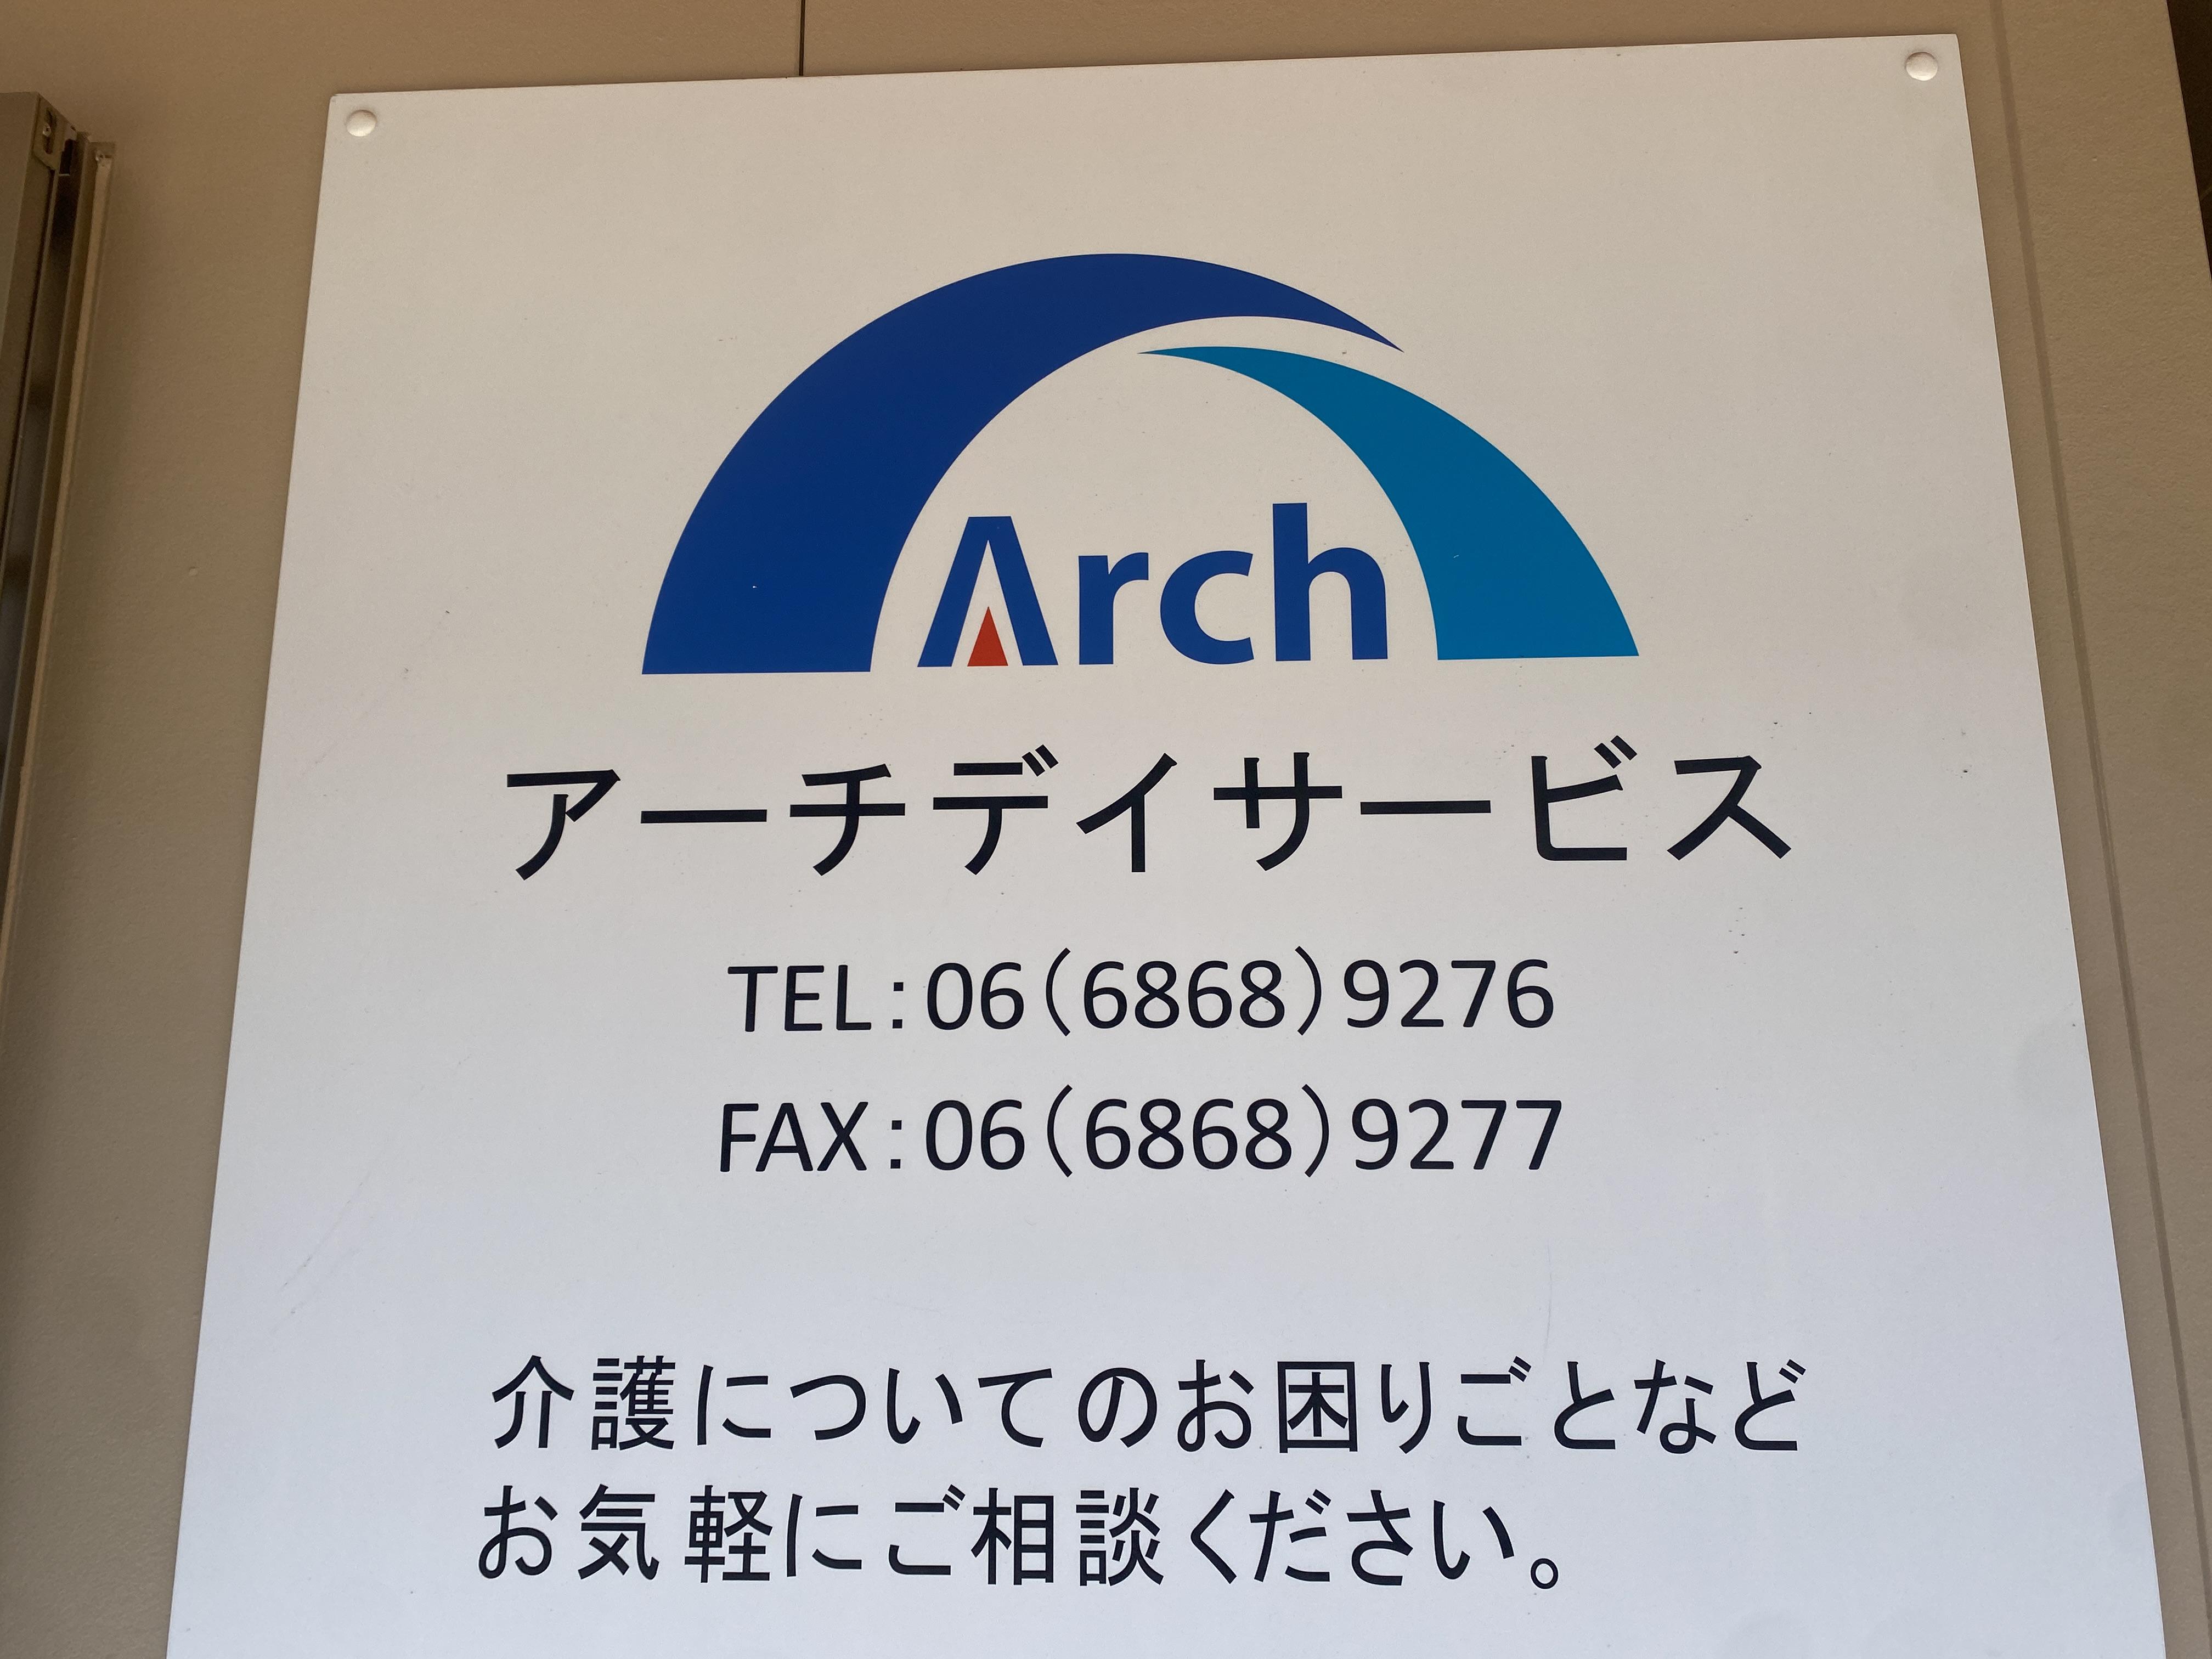 Arch
アーチデイサービス
TEL:06(6868)9276
FAX:06(6868)9277
介護についてのお困りごとなど
お気軽にご相談ください。